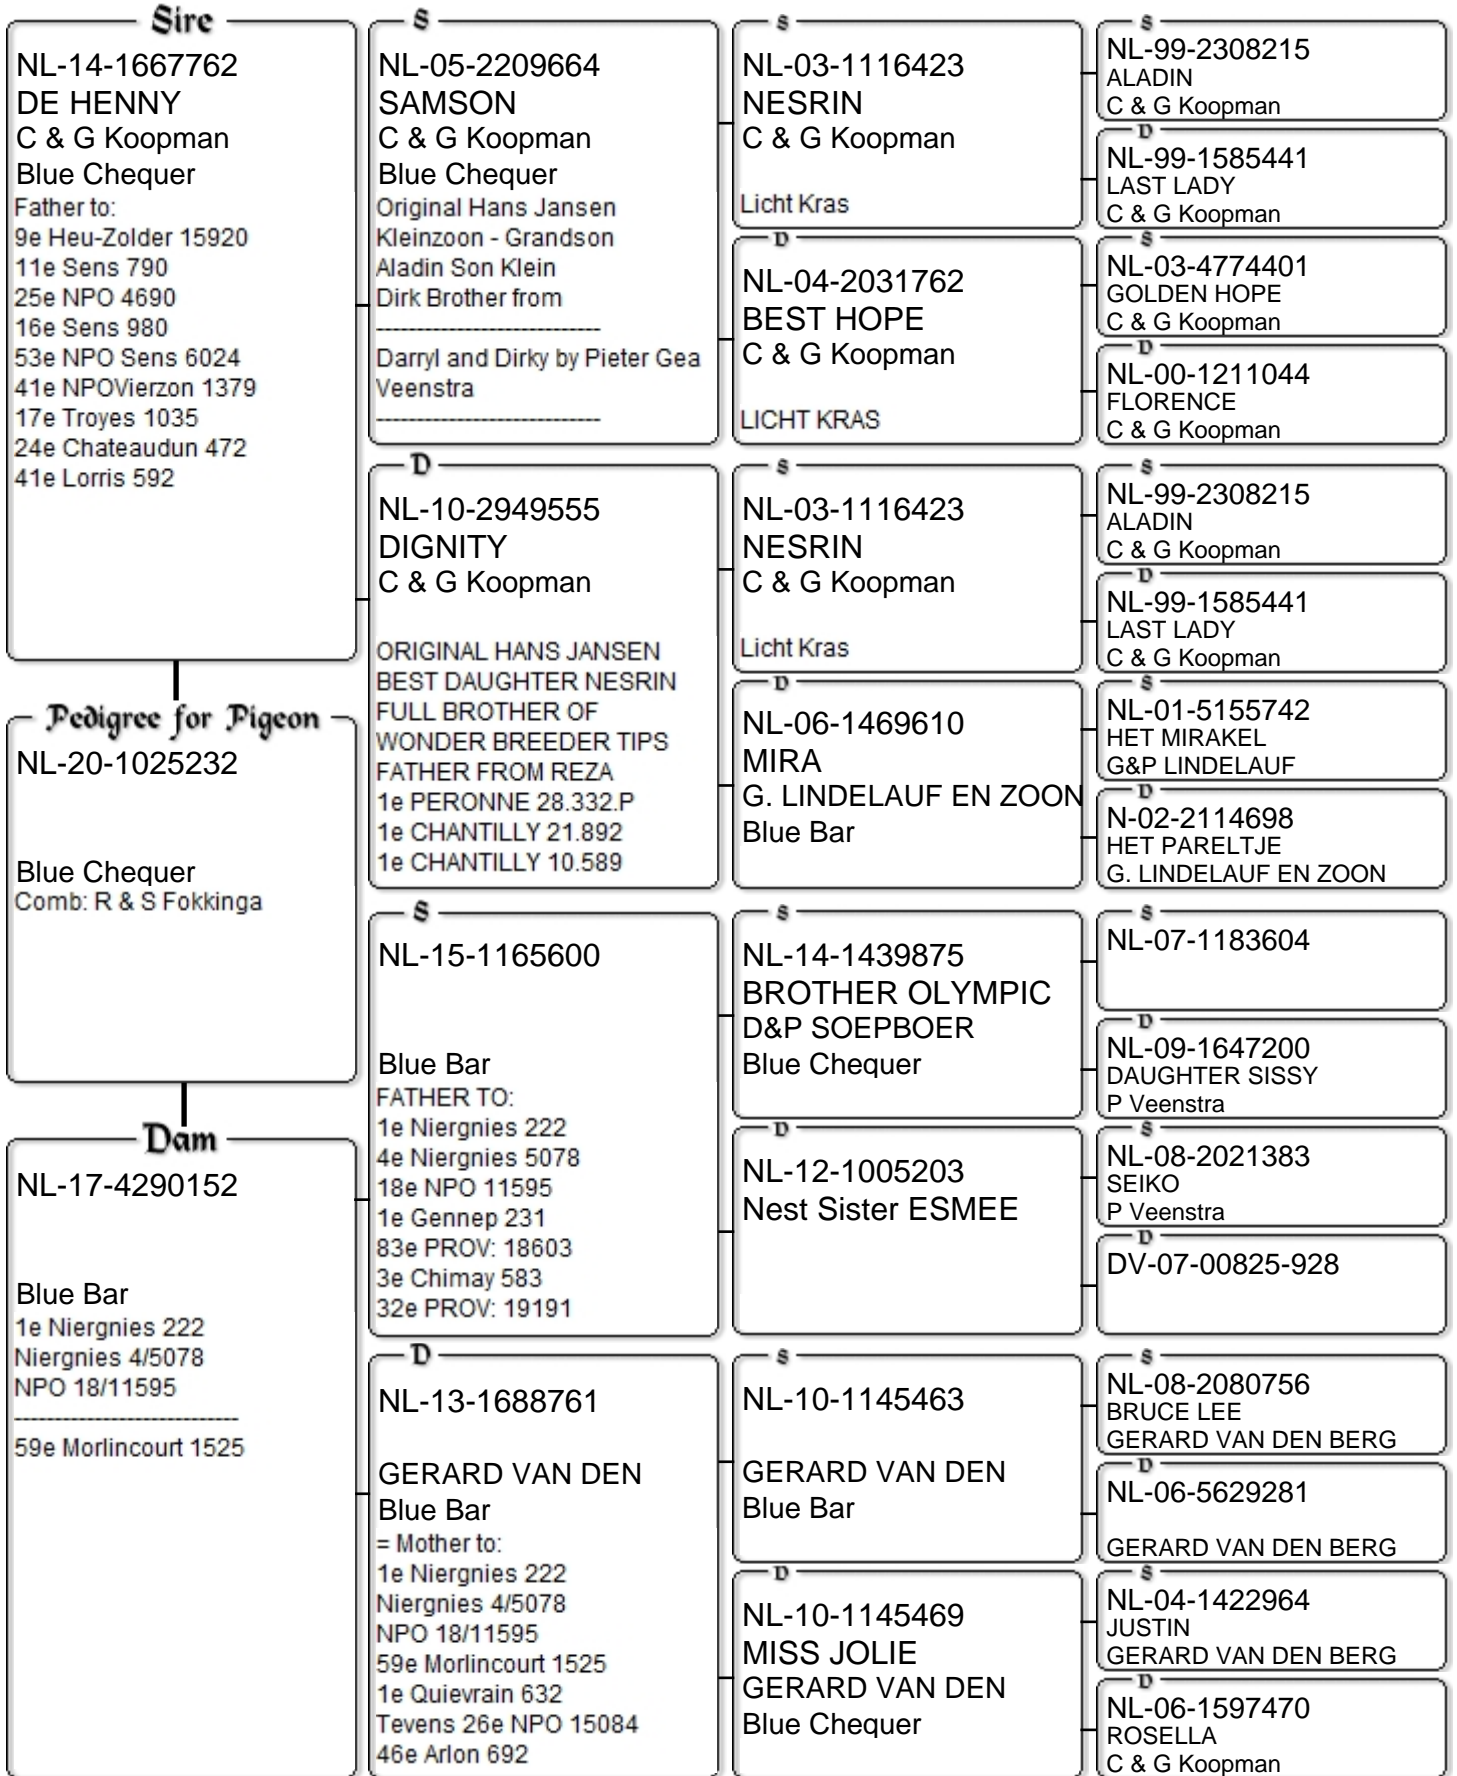 Sire
NL-14-1667762
DE HENNY
C & G Koopman
Blue Chequer
Father to:
9e Heu-Zolder 15920
11e Sens 790
25e NPO 4690
16e Sens 980
53e NPO Sens 6024
41e NPOVierzon 1379
17e Troyes 1035
24e Chateaudun 472
41e Lorris 592
Pedigree for Pigeon
NL-20-1025232
Blue Chequer
Comb: R & S Fokkinga
Dam
NL-17-4290152
Blue Bar
1e Niergnies 222
Niergnies 4/5078
NPO 18/11595
----------------------------
59e Morlincourt 1525
S
NL-05-2209664
SAMSON
C & G Koopman
Blue Chequer
Original Hans Jansen
Kleinzoon - Grandson
Aladin Son Klein
Dirk Brother from
----------------------------
Darryl and Dirky by Pieter Gea
Veenstra
----------------------------
D
NL-10-2949555
DIGNITY
C & G Koopman
ORIGINAL HANS JANSEN
BEST DAUGHTER NESRIN
FULL BROTHER OF
WONDER BREEDER TIPS
FATHER FROM REZA
1e PERONNE 28.332.P
1e CHANTILLY 21.892
1e CHANTILLY 10.589
S
NL-15-1165600
Blue Bar
FATHER TO:
1e Niergnies 222
4e Niergnies 5078
18e NPO 11595
1e Gennep 231
83e PROV: 18603
3e Chimay 583
32e PROV: 19191
D
NL-13-1688761
GERARD VAN DEN
Blue Bar
= Mother to:
1e Niergnies 222
Niergnies 4/5078
NPO 18/11595
59e Morlincourt 1525
1e Quievrain 632
Tevens 26e NPO 15084
46e Arlon 692
S
NL-03-1116423
NESRIN
C & G Koopman
Licht Kras
D
NL-04-2031762
BEST HOPE
C & G Koopman
LICHT KRAS
S
NL-03-1116423
NESRIN
C & G Koopman
Licht Kras
D
NL-06-1469610
MIRA
G. LINDELAUF EN ZOON
Blue Bar
S
NL-14-1439875
BROTHER OLYMPIC
D&P SOEPBOER
Blue Chequer
D
NL-12-1005203
Nest Sister ESMEE
S
NL-10-1145463
GERARD VAN DEN
Blue Bar
D
NL-10-1145469
MISS JOLIE
GERARD VAN DEN
Blue Chequer
S
NL-99-2308215
ALADIN
C & G Koopman
D
NL-99-1585441
LAST LADY
C & G Koopman
S
NL-03-4774401
GOLDEN HOPE
C & G Koopman
D
NL-00-1211044
FLORENCE
C & G Koopman
S
NL-99-2308215
ALADIN
C & G Koopman
D
NL-99-1585441
LAST LADY
C & G Koopman
S
NL-01-5155742
HET MIRAKEL
G&P LINDELAUF
D
N-02-2114698
HET PARELTJE
G. LINDELAUF EN ZOON
S
NL-07-1183604
D
NL-09-1647200
DAUGHTER SISSY
P Veenstra
S
NL-08-2021383
SEIKO
P Veenstra
D
DV-07-00825-928
S
NL-08-2080756
BRUCE LEE
GERARD VAN DEN BERG
D
NL-06-5629281
GERARD VAN DEN BERG
S
NL-04-1422964
JUSTIN
GERARD VAN DEN BERG
D
NL-06-1597470
ROSELLA
C & G Koopman